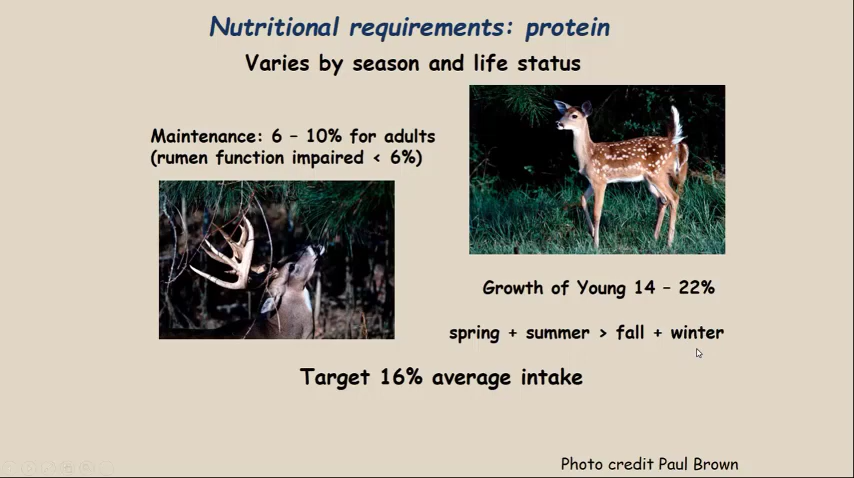 Nutritional requirements: protein
Varies by season and life status
Maintenance: 6 – 10% for adults
(rumen function impaired < 6%)
Growth of Young 14 – 22%
spring + summer > fall + winter
Target 16% average intake
Photo credit Paul Brown